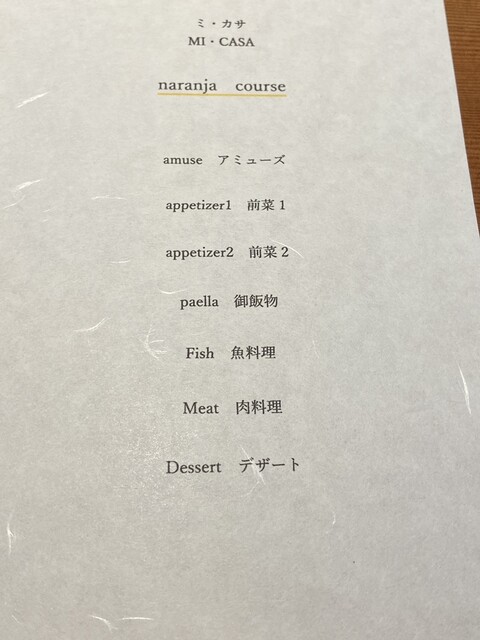 ミ・カサ
MI・CASA
naranja course
amuse アミューズ
appetizer1 前菜1
appetizer2 前菜2
paella 御飯物
Fish 魚料理
Meat 肉料理
Dessert デザート